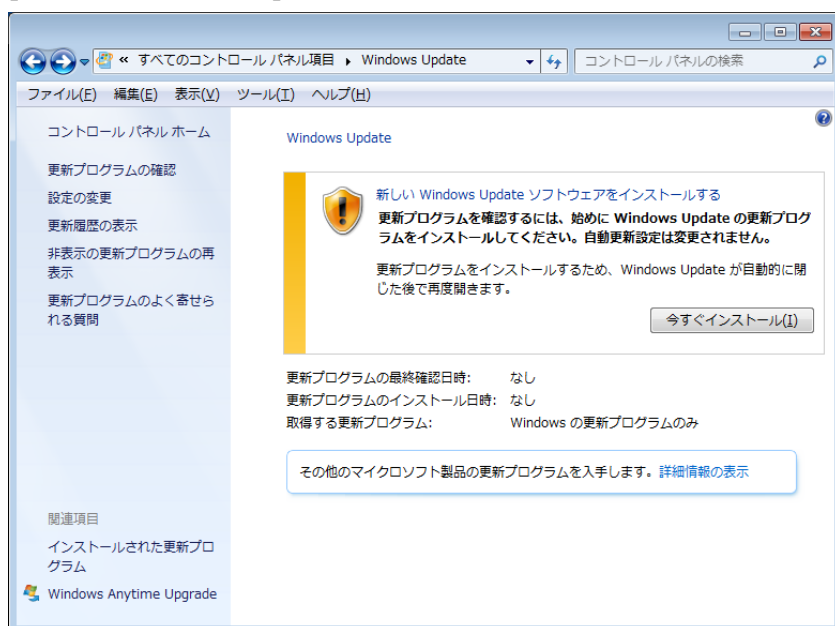 « すべてのコントロール パネル項目 ▸ Windows Update
コントロール パネルの検索
ファイル(F) 編集(E) 表示(V) ツール(T) ヘルプ(H)
コントロール パネル ホーム
更新プログラムの確認
設定の変更
更新履歴の表示
非表示の更新プログラムの再
表示
更新プログラムのよく寄せら
れる質問
関連項目
インストールされた更新プロ
グラム
Windows Anytime Upgrade
Windows Update
新しい Windows Update ソフトウェアをインストールする
更新プログラムを確認するには、始めに Windows Update の更新プログ
ラムをインストールしてください。自動更新設定は変更されません。
更新プログラムをインストールするため、Windows Update が自動的に閉
じた後で再度開きます。
今すぐインストール(I)
更新プログラムの最終確認日時: なし
更新プログラムのインストール日時: なし
取得する更新プログラム: Windows の更新プログラムのみ
その他のマイクロソフト製品の更新プログラムを入手します。詳細情報の表示